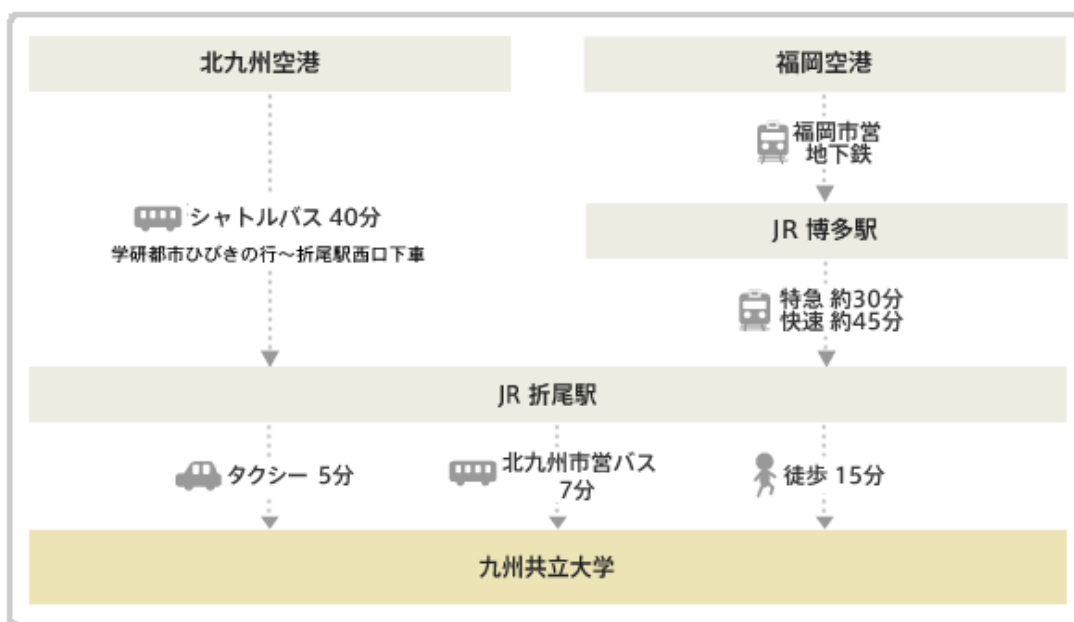 北九州空港
福岡空港
福岡市営
地下鉄
シャトルバス 40分
学研都市ひびきの行～折尾駅西口下車
JR 博多駅
特急 約30分
快速 約45分
JR 折尾駅
タクシー 5分
北九州市営バス
7分
徒歩 15分
九州共立大学